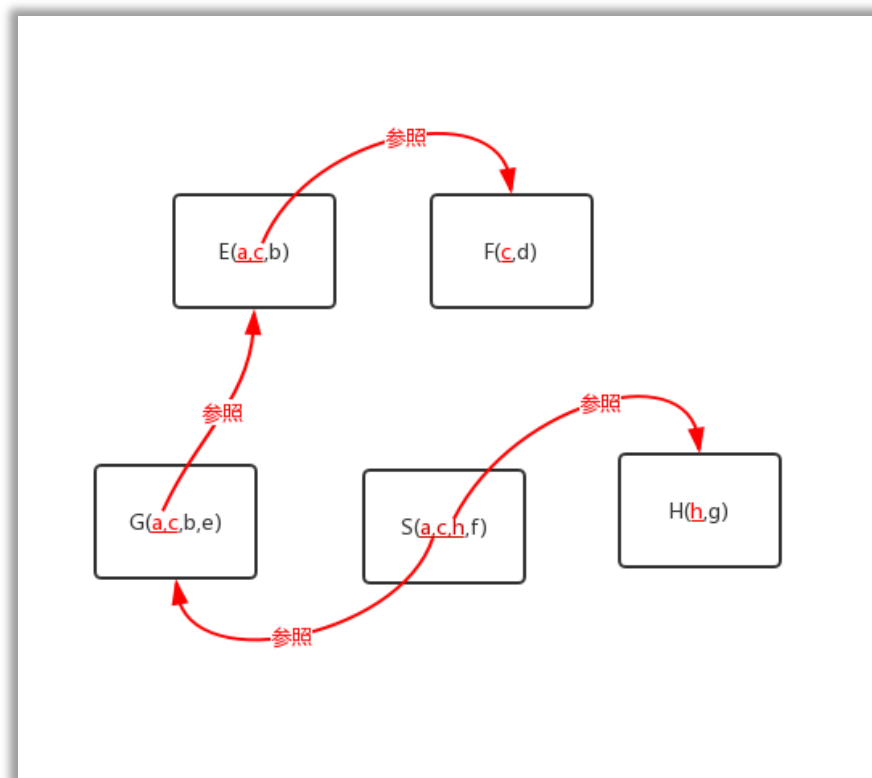 参照
E(a,c,b)
F(c,d)
参照
参照
G(a,c,b,e)
S(a,c,h,f)
H(h,g)
参照